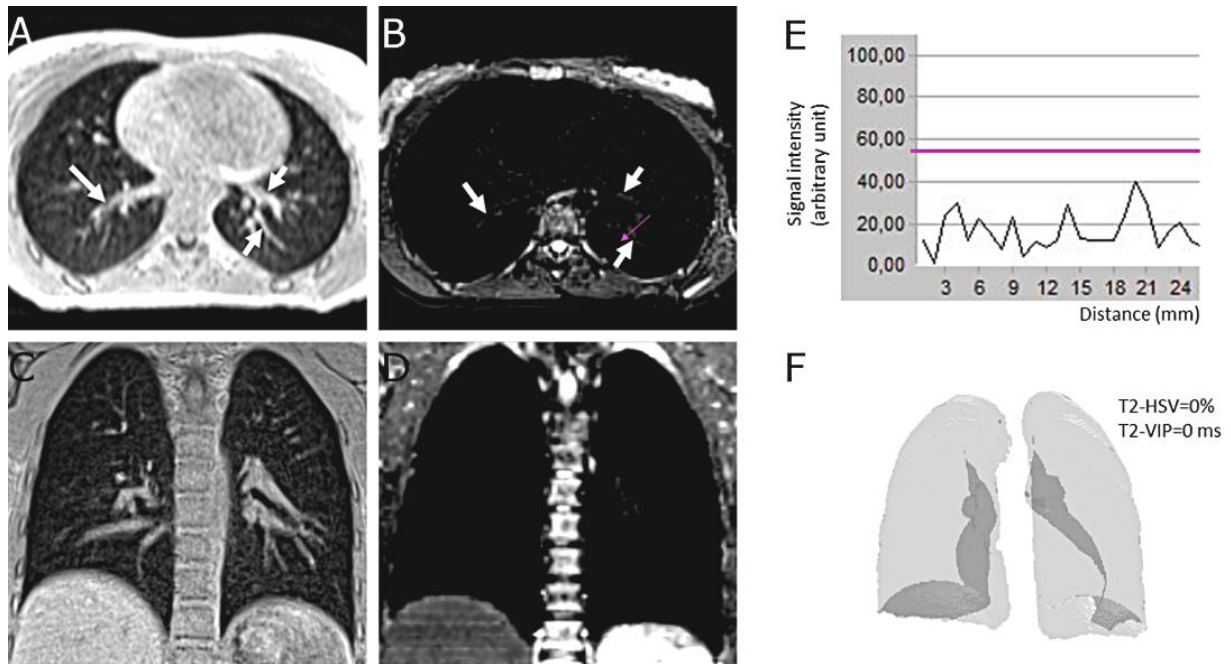 A
B
E
100,00
80,00
60,00
40,00
20,00
0,00
Signal intensity
(arbitrary unit)
3 6 9 12 15 18 21 24
Distance (mm)
C
D
F
T2-HSV=0%
T2-VIP=0 ms